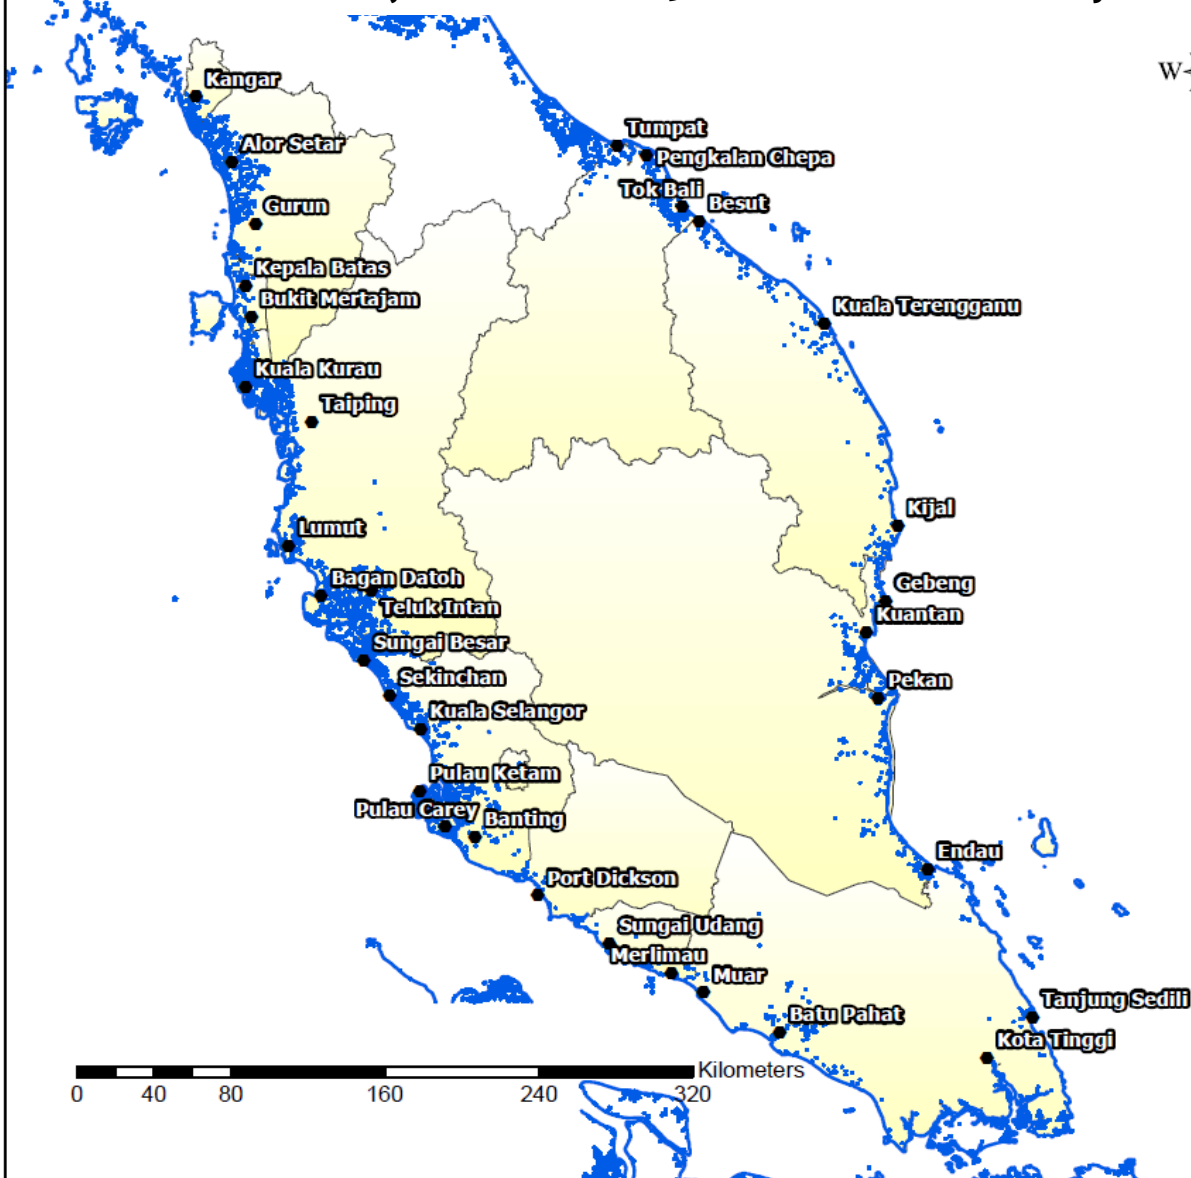 W
Kangar
Tumpat
Alor Setar
Pengkalan Chepa
Tok Bali
Besut
Gurun
Kepala Batas
Bukit Mertajam
Kuala Terengganu
Kuala Kurau
Taiping
Kijal
Lumut
Bagan Datoh
Gebeng
Teluk Intan
Kuantan
Sungai Besar
Sekinchan
Pekan
Kuala Selangor
Pulau Ketam
Pulau Carey
Banting
Endau
Port Dickson
Sungai Udang
Merlimau
Muar
Tanjung Sedili
Batu Pahat
Kota Tinggi
Kilometers
0 40 80 160 240 320